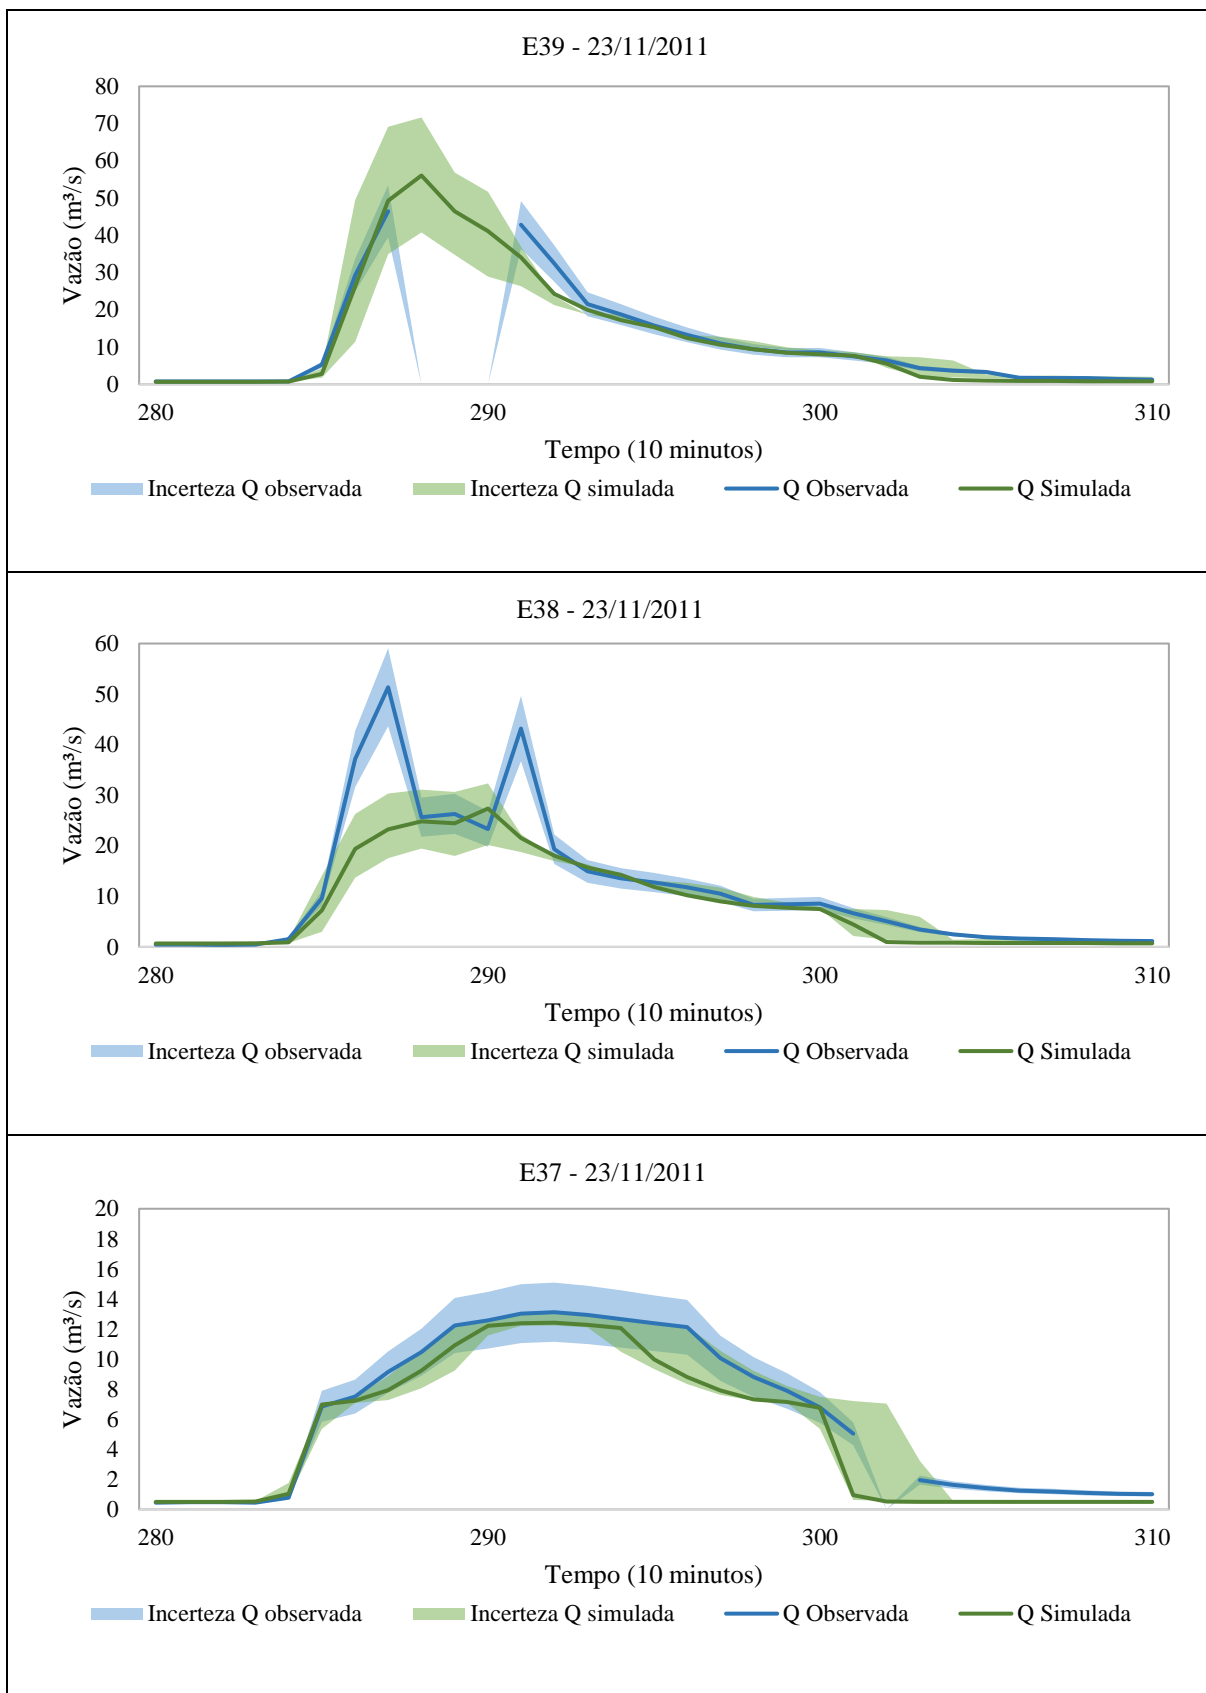 E39 - 23/11/2011
80
70
60
50
40
30
20
10
0
Vazão (m³/s)
280 290 300 310
Tempo (10 minutos)
Incerteza Q observada Incerteza Q simulada Q Observada Q Simulada
E38 - 23/11/2011
60
50
40
30
20
10
0
Vazão (m³/s)
280 290 300 310
Tempo (10 minutos)
Incerteza Q observada Incerteza Q simulada Q Observada Q Simulada
E37 - 23/11/2011
20
18
16
14
12
10
8
6
4
2
0
Vazão (m³/s)
280 290 300 310
Tempo (10 minutos)
Incerteza Q observada Incerteza Q simulada Q Observada Q Simulada